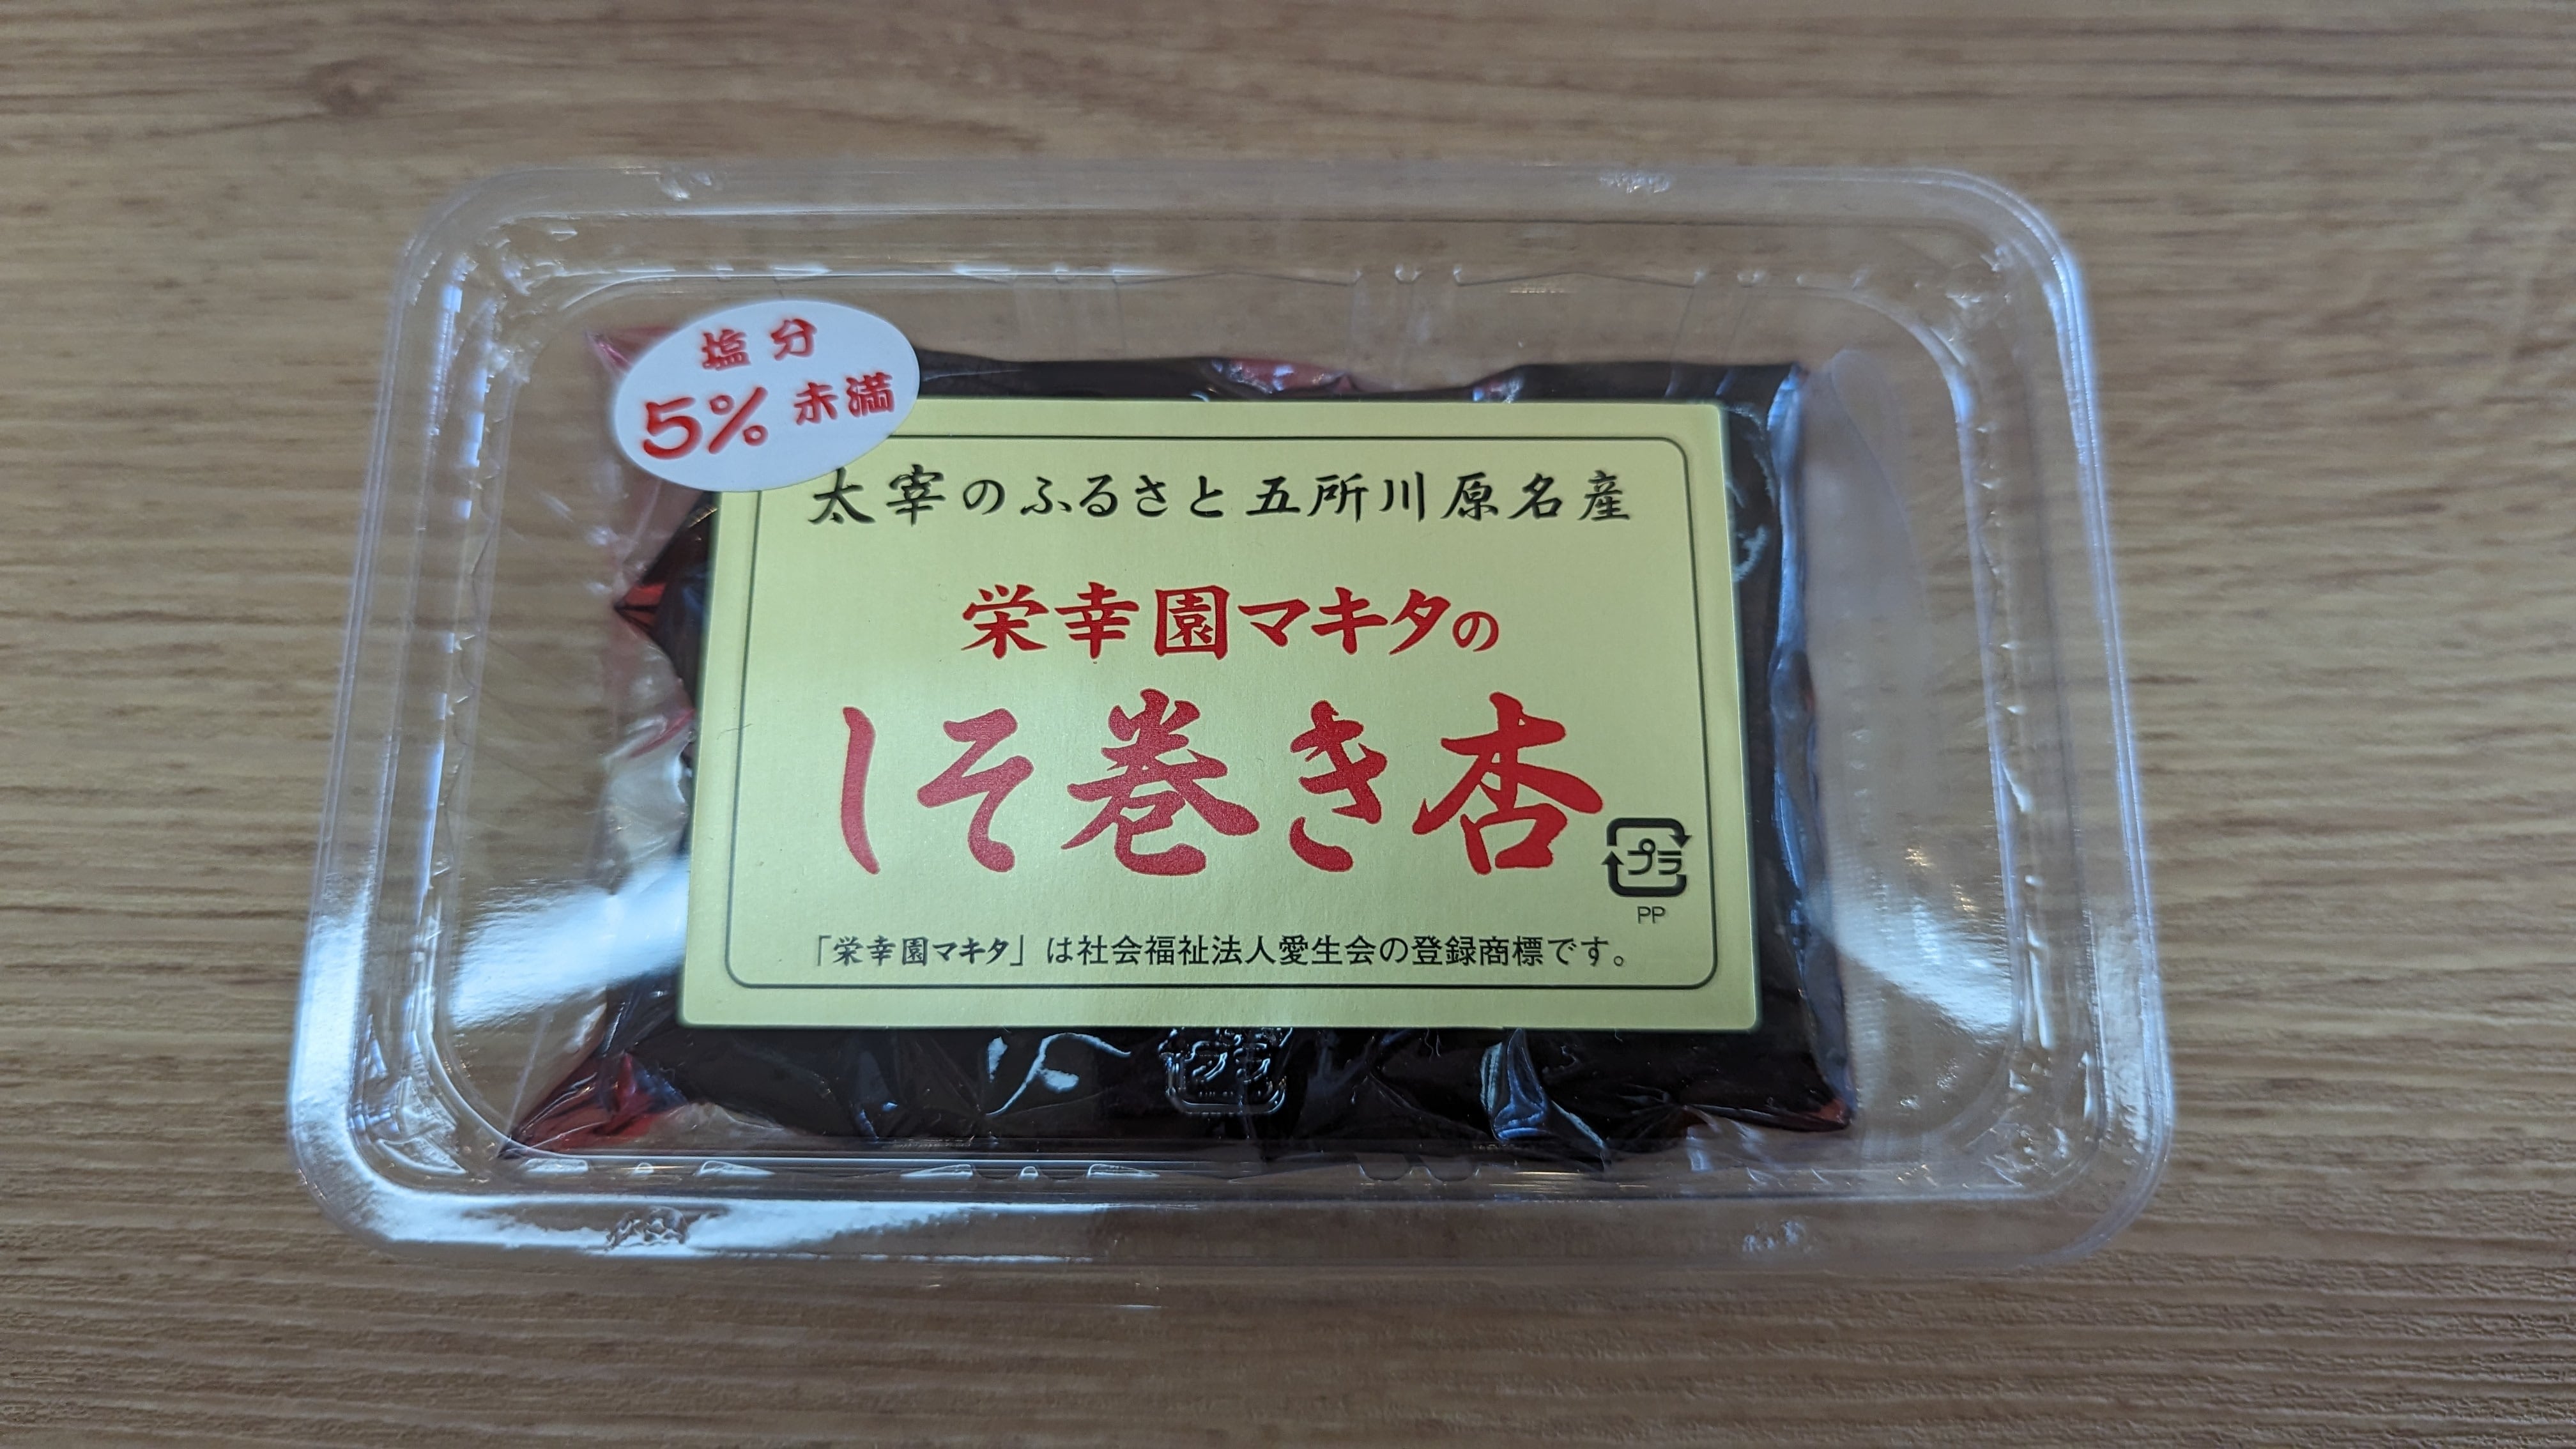 塩分
5% 未満
太宰のふるさと五所川原名産
栄幸園マキタの
しそ巻き杏
プラ
PP
「栄幸園マキタ」は社会福祉法人愛生会の登録商標です。
プラ